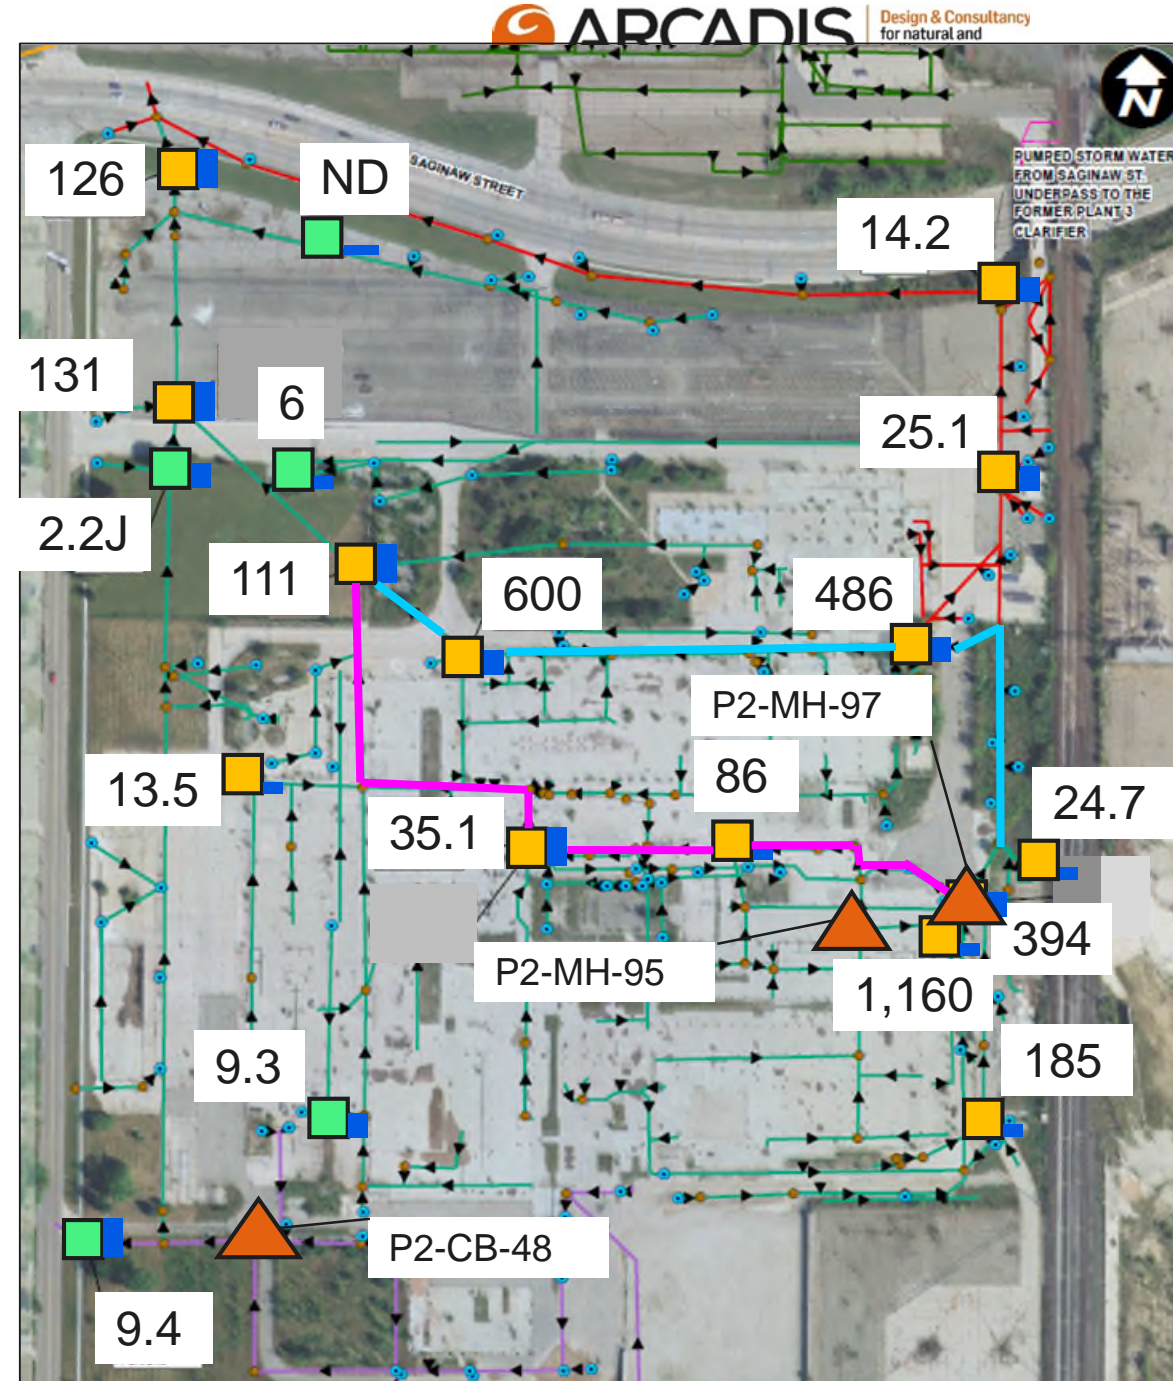 ARCADIS
Design & Consultancy
for natural and
N
SAGINAW STREET
PUMPED STORM WATER
FROM SAGINAW ST.
UNDERPASS TO THE
FORMER PLANT 3
CLARIFIER
126
ND
14.2
131
6
25.1
2.2J
111
600
486
P2-MH-97
13.5
86
24.7
35.1
394
P2-MH-95
1,160
9.3
185
P2-CB-48
9.4